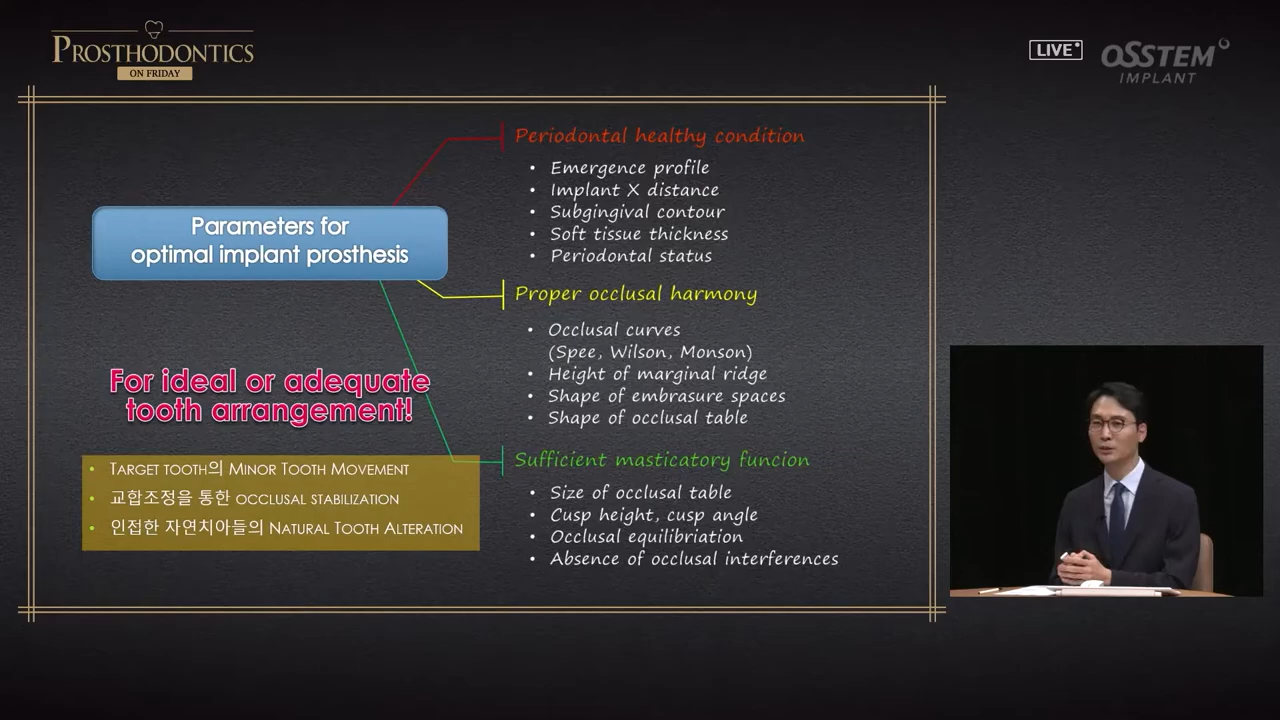 PROSTHODONTICS
ON FRIDAY
LIVE
OSSTEM
IMPLANT
Parameters for
optimal implant prosthesis
Periodontal healthy condition
• Emergence profile
• Implant X distance
• Subgingival contour
• Soft tissue thickness
• Periodontal status
Proper occlusal harmony
• Occlusal curves
(Spee, Wilson, Monson)
• Height of marginal ridge
• Shape of embrasure spaces
• Shape of occlusal table
For ideal or adequate
tooth arrangement!
• TARGET TOOTH의 MINOR TOOTH MOVEMENT
• 교합조정을 통한 OCCLUSAL STABILIZATION
• 인접한 자연치아들의 NATURAL TOOTH ALTERATION
Sufficient masticatory funcion
• Size of occlusal table
• Cusp height, cusp angle
• Occlusal equilibriation
• Absence of occlusal interferences